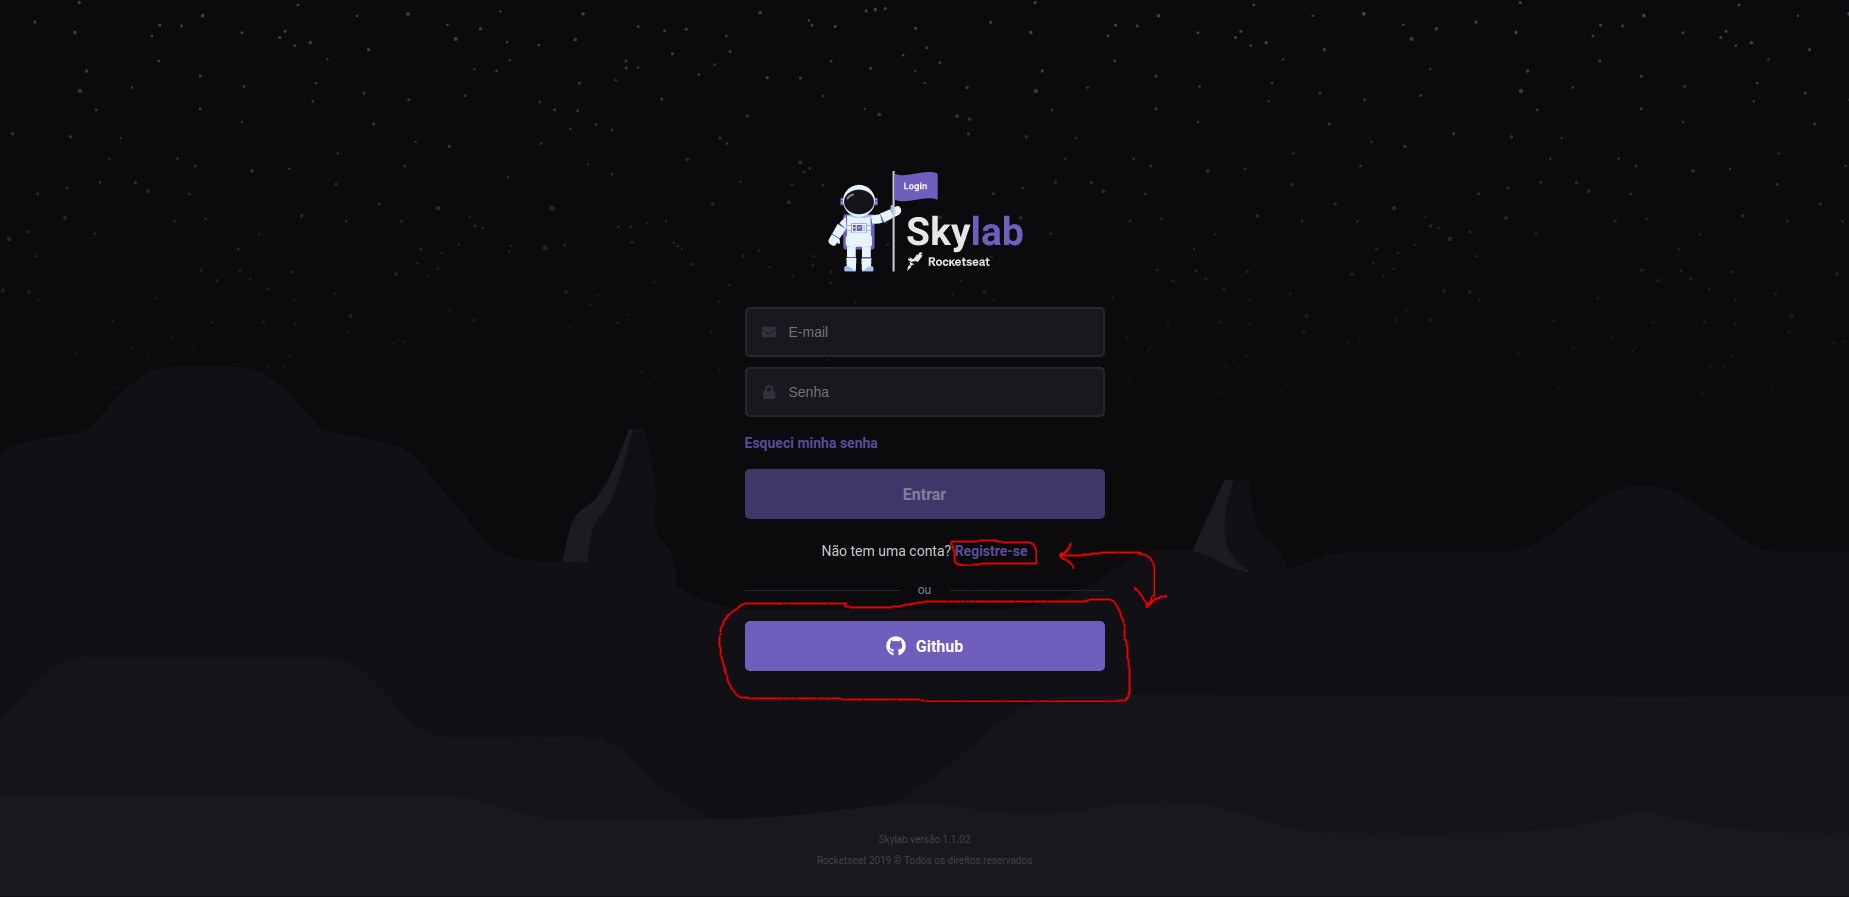 Login
Skylab
Rocketseat
E-mail
Senha
Esqueci minha senha
Entrar
Não tem uma conta? Registre-se
ou
Github
Skylab versão 1.1.02
Rocketseat 2019 © Todos os direitos reservados